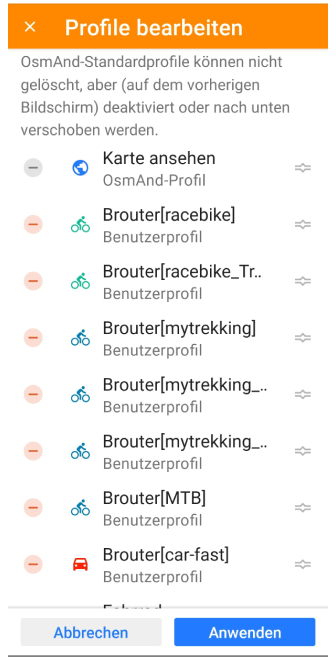 Profile bearbeiten
OsmAnd-Standardprofile können nicht
gelöscht, aber (auf dem vorherigen
Bildschirm) deaktiviert oder nach unten
verschoben werden.
Karte ansehen
OsmAnd-Profil
Brouter[racebike]
Benutzerprofil
Brouter[racebike_Tr..
Benutzerprofil
Brouter[mytrekking]
Benutzerprofil
Brouter[mytrekking_..
Benutzerprofil
Brouter[mytrekking_..
Benutzerprofil
Brouter[MTB]
Benutzerprofil
Brouter[car-fast]
Benutzerprofil
Abbrechen
Anwenden